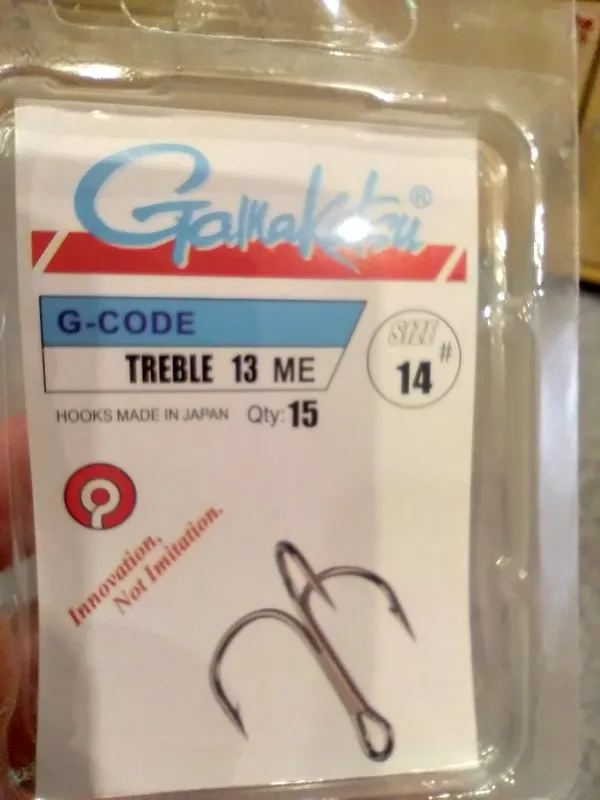 Gamakatsu®
G-CODE
TREBLE 13 ME
SIZE
#
14
HOOKS MADE IN JAPAN Qty: 15
Innovation,
Not Imitation.